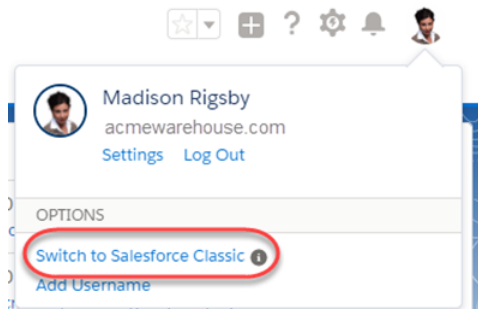 ?
Madison Rigsby
acmewarehouse.com
Settings Log Out
OPTIONS
Switch to Salesforce Classic i
Add Username